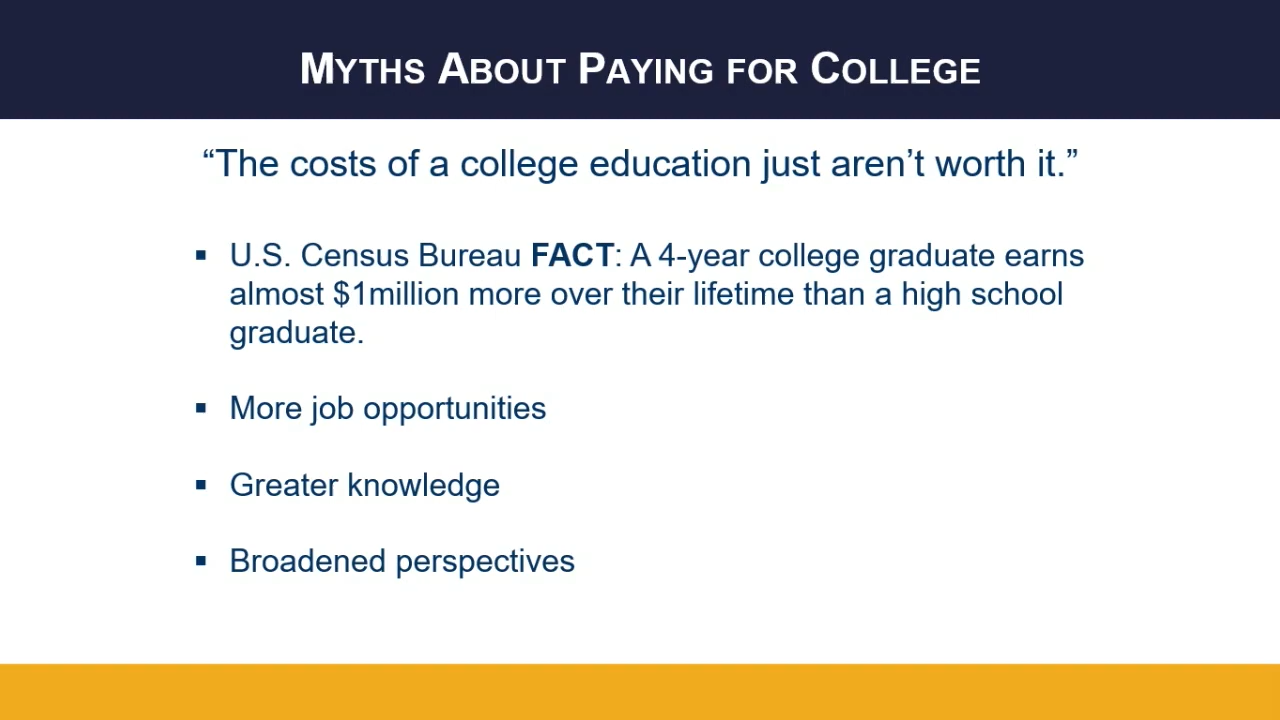 MYTHS ABOUT PAYING FOR COLLEGE
“The costs of a college education just aren’t worth it.”
▪ U.S. Census Bureau FACT: A 4-year college graduate earns
almost $1million more over their lifetime than a high school
graduate.
▪ More job opportunities
▪ Greater knowledge
▪ Broadened perspectives